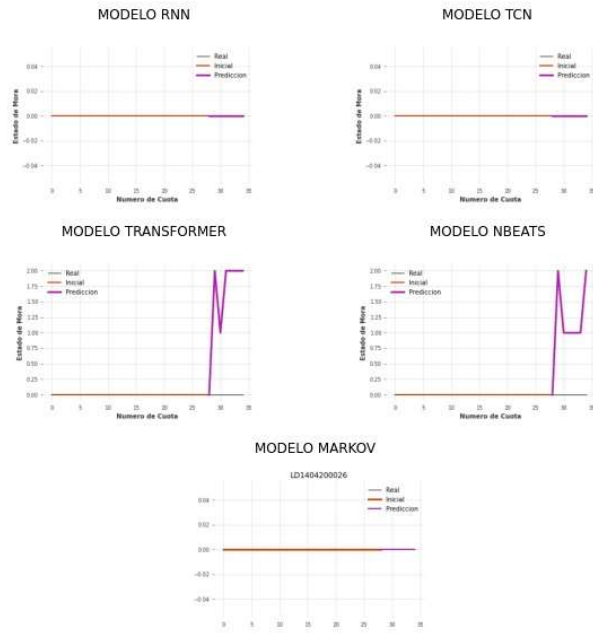 MODELO RNN
MODELO TCN
Real
Inicial
Prediccion
0.04
0.02
0.00
−0.02
−0.04
Estado de Mora
0 5 10 15 20 25 30 35
Numero de Cuota
Real
Inicial
Prediccion
0.04
0.02
0.00
−0.02
−0.04
Estado de Mora
0 5 10 15 20 25 30 35
Numero de Cuota
MODELO TRANSFORMER
MODELO NBEATS
Real
Inicial
Prediccion
2.00
1.75
1.50
1.25
1.00
0.75
0.50
0.25
0.00
Estado de Mora
0 5 10 15 20 25 30 35
Numero de Cuota
Real
Inicial
Prediccion
2.00
1.75
1.50
1.25
1.00
0.75
0.50
0.25
0.00
Estado de Mora
0 5 10 15 20 25 30 35
Numero de Cuota
MODELO MARKOV
LD1404200026
Real
Inicial
Prediccion
0.04
0.02
0.00
−0.02
−0.04
0 5 10 15 20 25 30 35